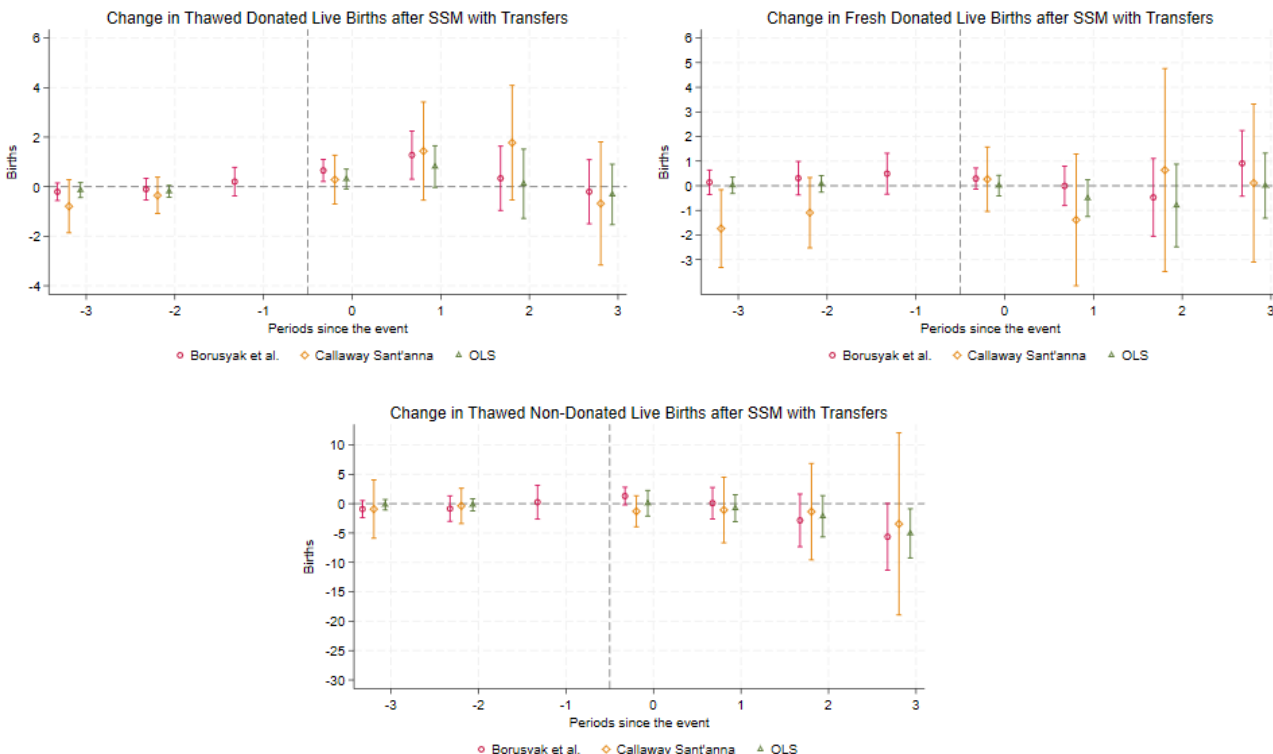 Change in Thawed Donated Live Births after SSM with Transfers
6
4
2
0
-2
-4
Births
-3 -2 -1 0 1 2 3
Periods since the event
Borusyak et al. Callaway Sant'anna OLS
Change in Fresh Donated Live Births after SSM with Transfers
6
5
4
3
2
1
0
-1
-2
-3
Births
-3 -2 -1 0 1 2 3
Periods since the event
Borusyak et al. Callaway Sant'anna OLS
Change in Thawed Non-Donated Live Births after SSM with Transfers
10
5
0
-5
-10
-15
-20
-25
-30
Births
-3 -2 -1 0 1 2 3
Periods since the event
Borusyak et al. Callaway Sant'anna OLS